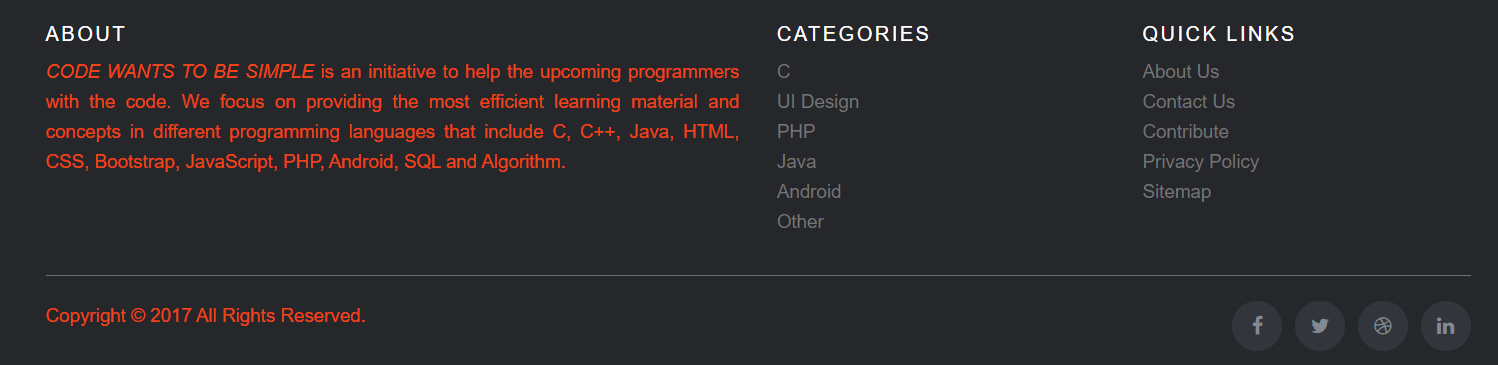 ABOUT
CODE WANTS TO BE SIMPLE is an initiative to help the upcoming programmers
with the code. We focus on providing the most efficient learning material and
concepts in different programming languages that include C, C++, Java, HTML,
CSS, Bootstrap, JavaScript, PHP, Android, SQL and Algorithm.
CATEGORIES
C
UI Design
PHP
Java
Android
Other
QUICK LINKS
About Us
Contact Us
Contribute
Privacy Policy
Sitemap
Copyright © 2017 All Rights Reserved.